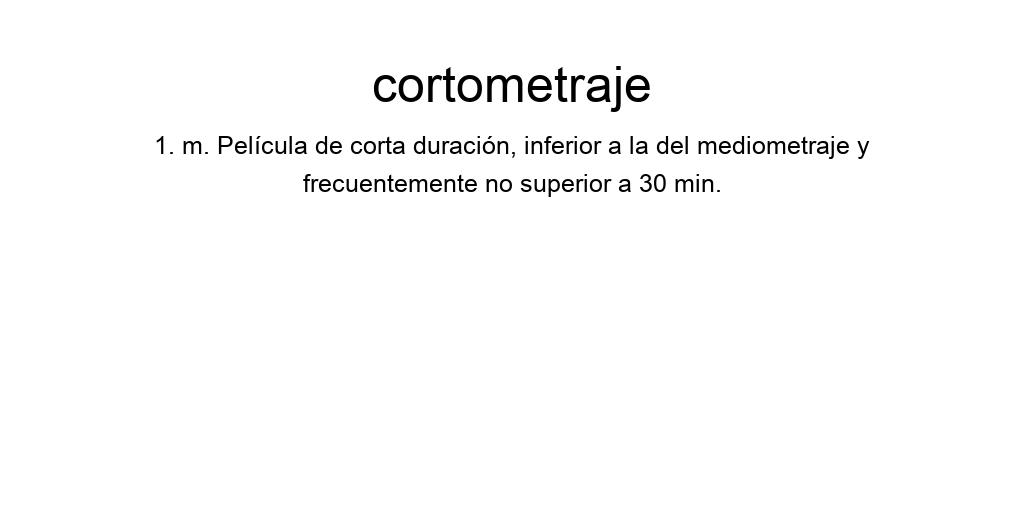 cortometraje
1. m. Película de corta duración, inferior a la del mediometraje y
frecuentemente no superior a 30 min.